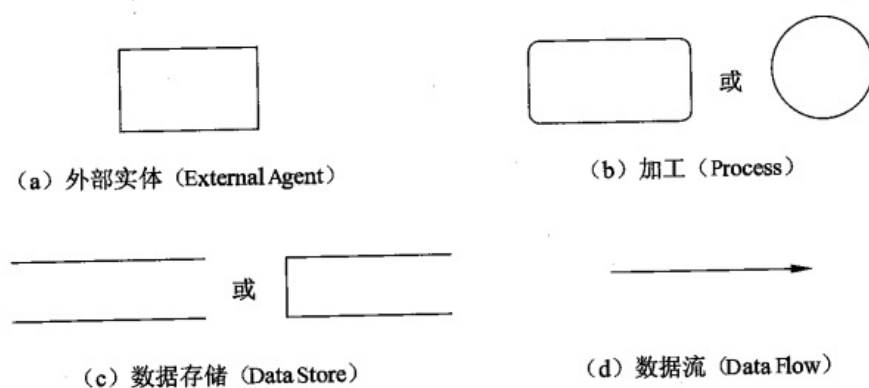 或
（a）外部实体（External Agent）
（b）加工（Process）
或
（c）数据存储（Data Store）
（d）数据流（Data Flow）